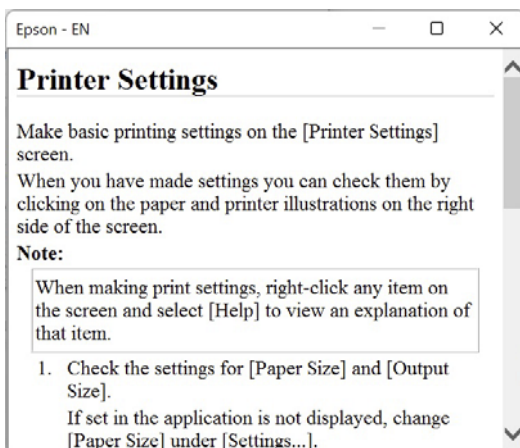 Epson - EN
Printer Settings
Make basic printing settings on the [Printer Settings]
screen.
When you have made settings you can check them by
clicking on the paper and printer illustrations on the right
side of the screen.
Note:
When making print settings, right-click any item on
the screen and select [Help] to view an explanation of
that item.
1. Check the settings for [Paper Size] and [Output
Size].
If set in the application is not displayed, change
[Paper Size] under [Settings...].